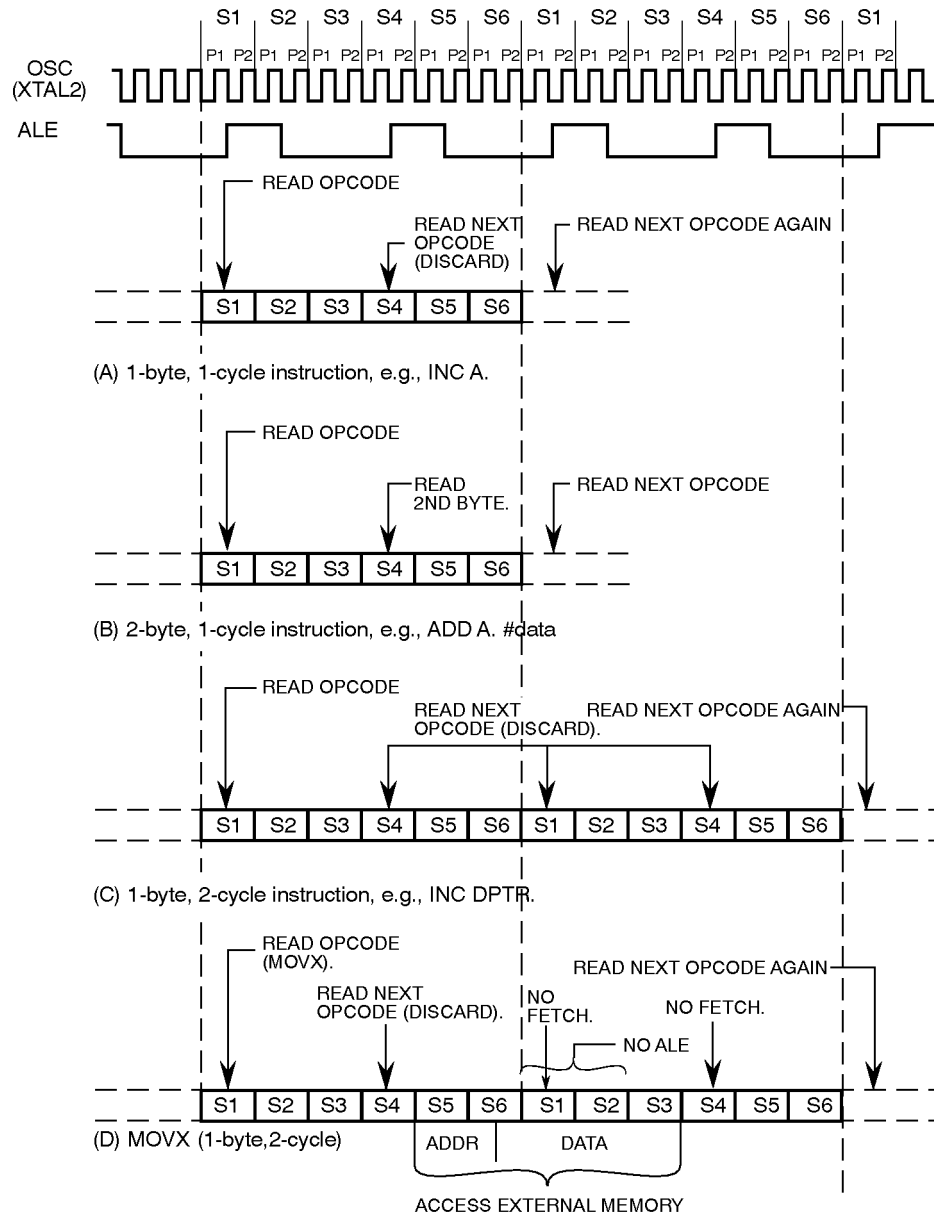 S1 S2 S3 S4 S5 S6 S1 S2 S3 S4 S5 S6 S1
P1 P2 P1 P2 P1 P2 P1 P2 P1 P2 P1 P2 P1 P2 P1 P2 P1 P2 P1 P2 P1 P2 P1 P2 P1 P2
OSC
(XTAL2)
ALE
READ OPCODE
READ NEXT
OPCODE
(DISCARD)
READ NEXT OPCODE AGAIN
S1 S2 S3 S4 S5 S6
(A) 1-byte, 1-cycle instruction, e.g., INC A.
READ OPCODE
READ
2ND BYTE.
READ NEXT OPCODE
S1 S2 S3 S4 S5 S6
(B) 2-byte, 1-cycle instruction, e.g., ADD A. #data
READ OPCODE
READ NEXT
OPCODE (DISCARD).
READ NEXT OPCODE AGAIN
S1 S2 S3 S4 S5 S6 S1 S2 S3 S4 S5 S6
(C) 1-byte, 2-cycle instruction, e.g., INC DPTR.
READ OPCODE
(MOVX).
READ NEXT
OPCODE (DISCARD).
NO
FETCH.
READ NEXT OPCODE AGAIN
NO FETCH.
NO ALE
S1 S2 S3 S4 S5 S6 S1 S2 S3 S4 S5 S6
(D) MOVX (1-byte,2-cycle)
ADDR
DATA
ACCESS EXTERNAL MEMORY